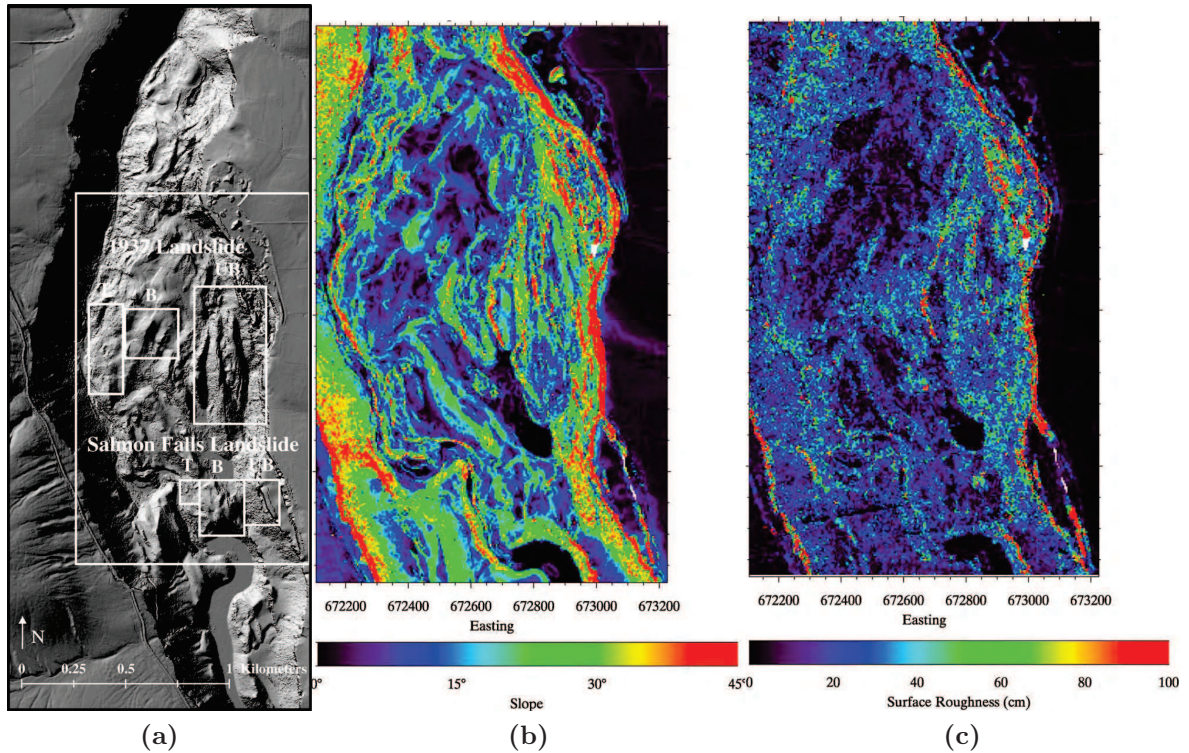 1937 Landslide
UB
T
B
Salmon Falls Landslide
T
B
B
N
0
0.25
0.5
1 Kilometers
672200 672400 672600 672800 673000 673200
Easting
0° 15° 30° 45°
Slope
672200 672400 672600 672800 673000 673200
Easting
0 20 40 60 80 100
Surface Roughness (cm)
(a) (b) (c)